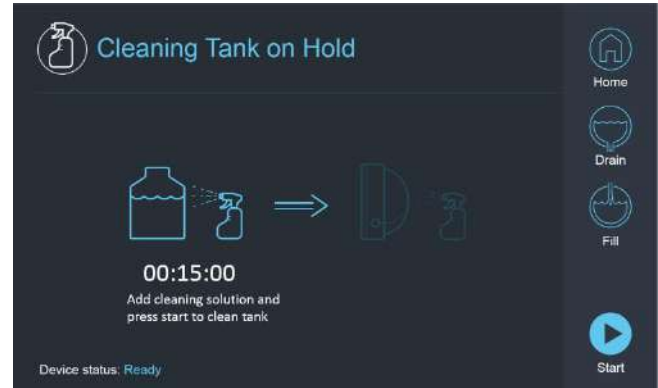 Cleaning Tank on Hold
Home
Drain
Fill
00:15:00
Add cleaning solution and
press start to clean tank
Device status: Ready
Start